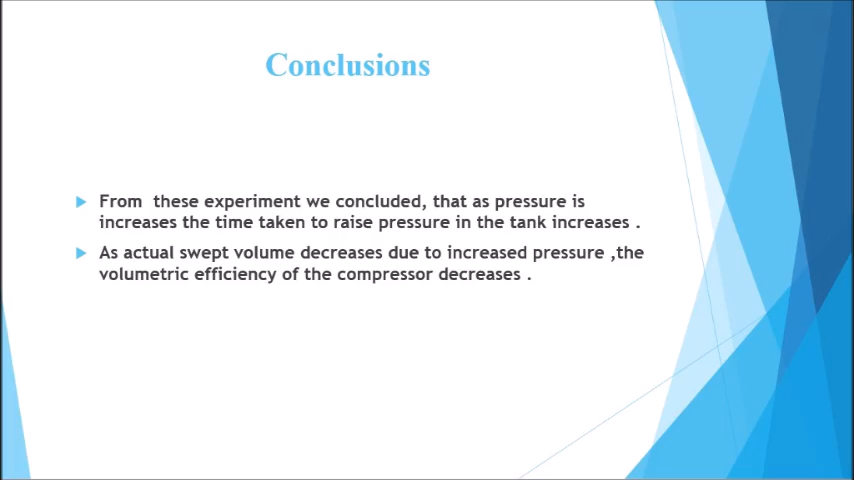 Conclusions
From  these experiment we concluded, that as pressure is
increases the time taken to raise pressure in the tank increases .
As actual swept volume decreases due to increased pressure ,the
volumetric efficiency of the compressor decreases .